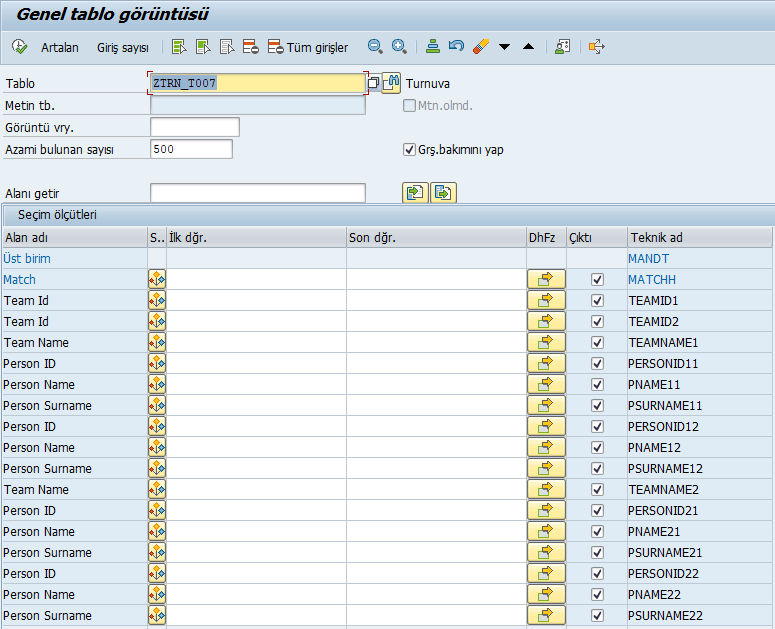 Genel tablo görüntüsü
Artalan Giriş sayısı Tüm girişler
Tablo ZTRN_T007 Turnuva
Metin tb. Mtn.olmd.
Görüntü vry.
Azami bulunan sayısı 500 Grş.bakımını yap
Alanı getir
Seçim ölçütleri
Alan adı S.. İlk dğr. Son dğr. DhFz Çıktı Teknik ad
Üst birim MANDT
Match MATCHH
Team Id TEAMID1
Team Id TEAMID2
Team Name TEAMNAME1
Person ID PERSONID11
Person Name PNAME11
Person Surname PSURNAME11
Person ID PERSONID12
Person Name PNAME12
Person Surname PSURNAME12
Team Name TEAMNAME2
Person ID PERSONID21
Person Name PNAME21
Person Surname PSURNAME21
Person ID PERSONID22
Person Name PNAME22
Person Surname PSURNAME22